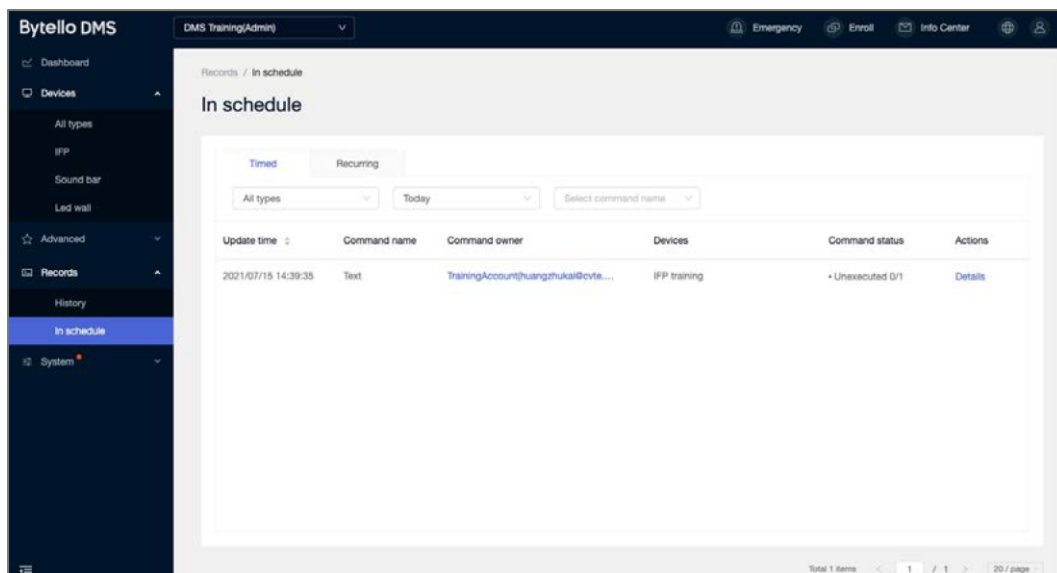 Bytello DMS
DMS Training(Admin)
Emergency
Enroll
Info Center
Dashboard
Devices
All types
IFP
Sound bar
Led wall
Advanced
Records
History
In schedule
System
Records / In schedule
In schedule
Timed Recurring
All types Today Select command name
Update time Command name Command owner Devices Command status Actions
2021/07/15 14:39:35 Text TrainingAccount(huangzhukai@cvte.... IFP training • Unexecuted 0/1 Details
Total 1 items < 1 / 1 > 20 / page